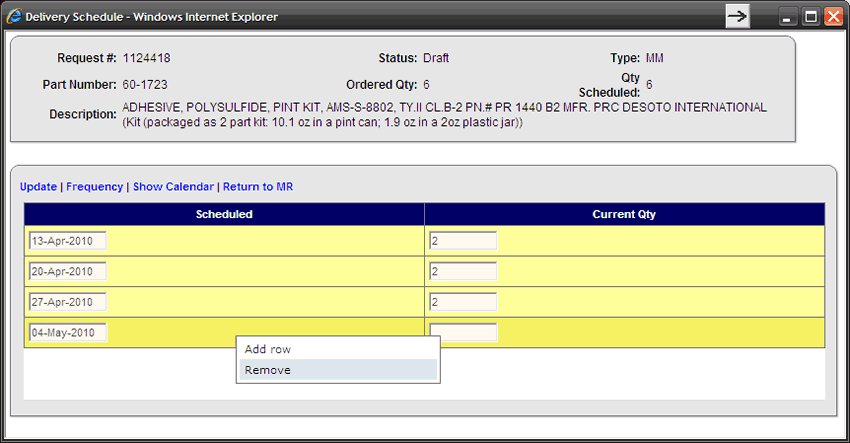 Delivery Schedule - Windows Internet Explorer
Request #: 1124418 Status: Draft Type: MM
Part Number: 60-1723 Ordered Qty: 6 Qty Scheduled: 6
Description: ADHESIVE, POLYSULFIDE, PINT KIT, AMS-S-8802, TY.II CL.B-2 PN.# PR 1440 B2 MFR. PRC DESOTO INTERNATIONAL
(Kit (packaged as 2 part kit: 10.1 oz in a pint can; 1.9 oz in a 2oz plastic jar))
Update | Frequency | Show Calendar | Return to MR
Scheduled Current Qty
13-Apr-2010 2
20-Apr-2010 2
27-Apr-2010 2
04-May-2010
Add row
Remove